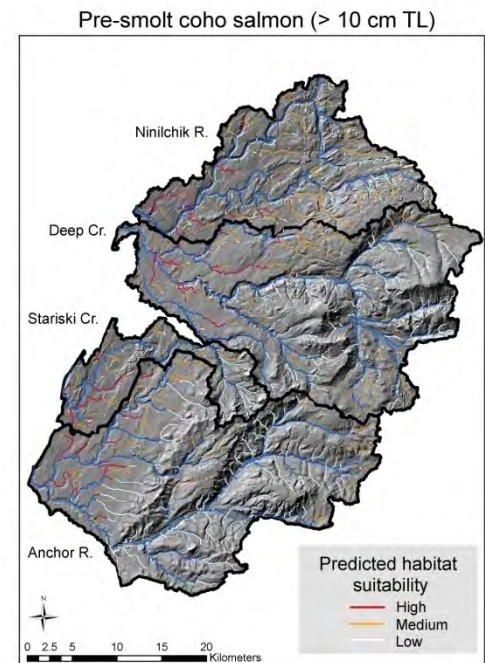 Pre-smolt coho salmon (> 10 cm TL)
Ninilchik R.
Deep Cr.
Stariski Cr.
Anchor R.
Predicted habitat
suitability
High
Medium
Low
N
0 2.5 5 10 15 20
Kilometers